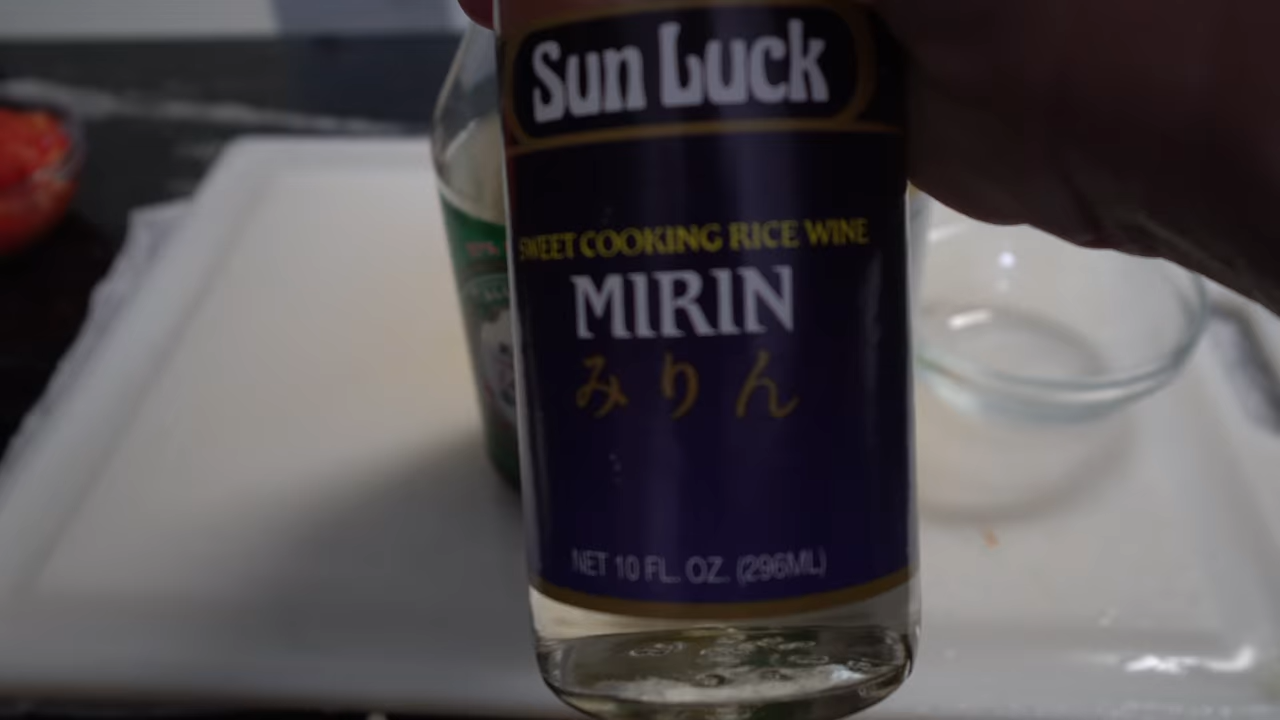 Sun Luck
SWEET COOKING RICE WINE
MIRIN
みりん
NET 10 FL. OZ. (296ML)